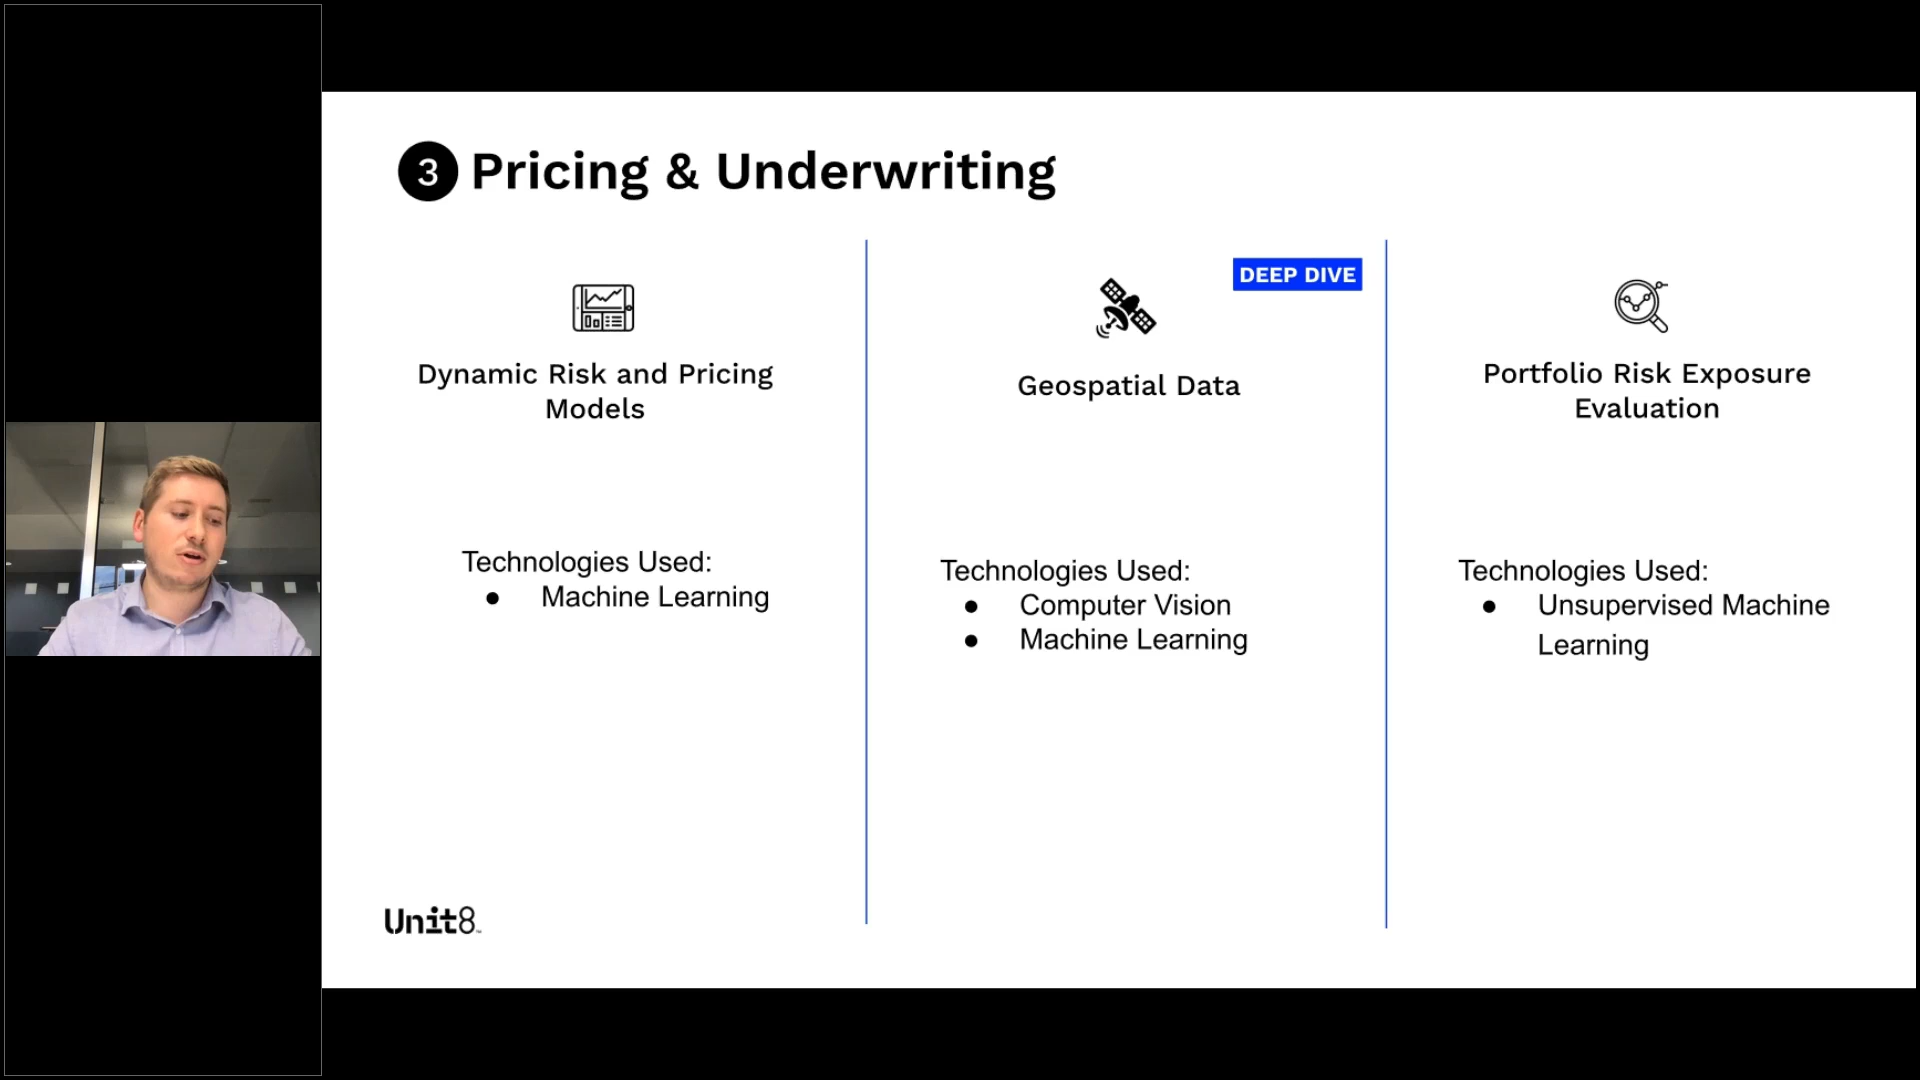 3 Pricing & Underwriting
Dynamic Risk and Pricing
Models
Technologies Used:
● Machine Learning
DEEP DIVE
Geospatial Data
Technologies Used:
● Computer Vision
● Machine Learning
Portfolio Risk Exposure
Evaluation
Technologies Used:
● Unsupervised Machine
Learning
Unit8